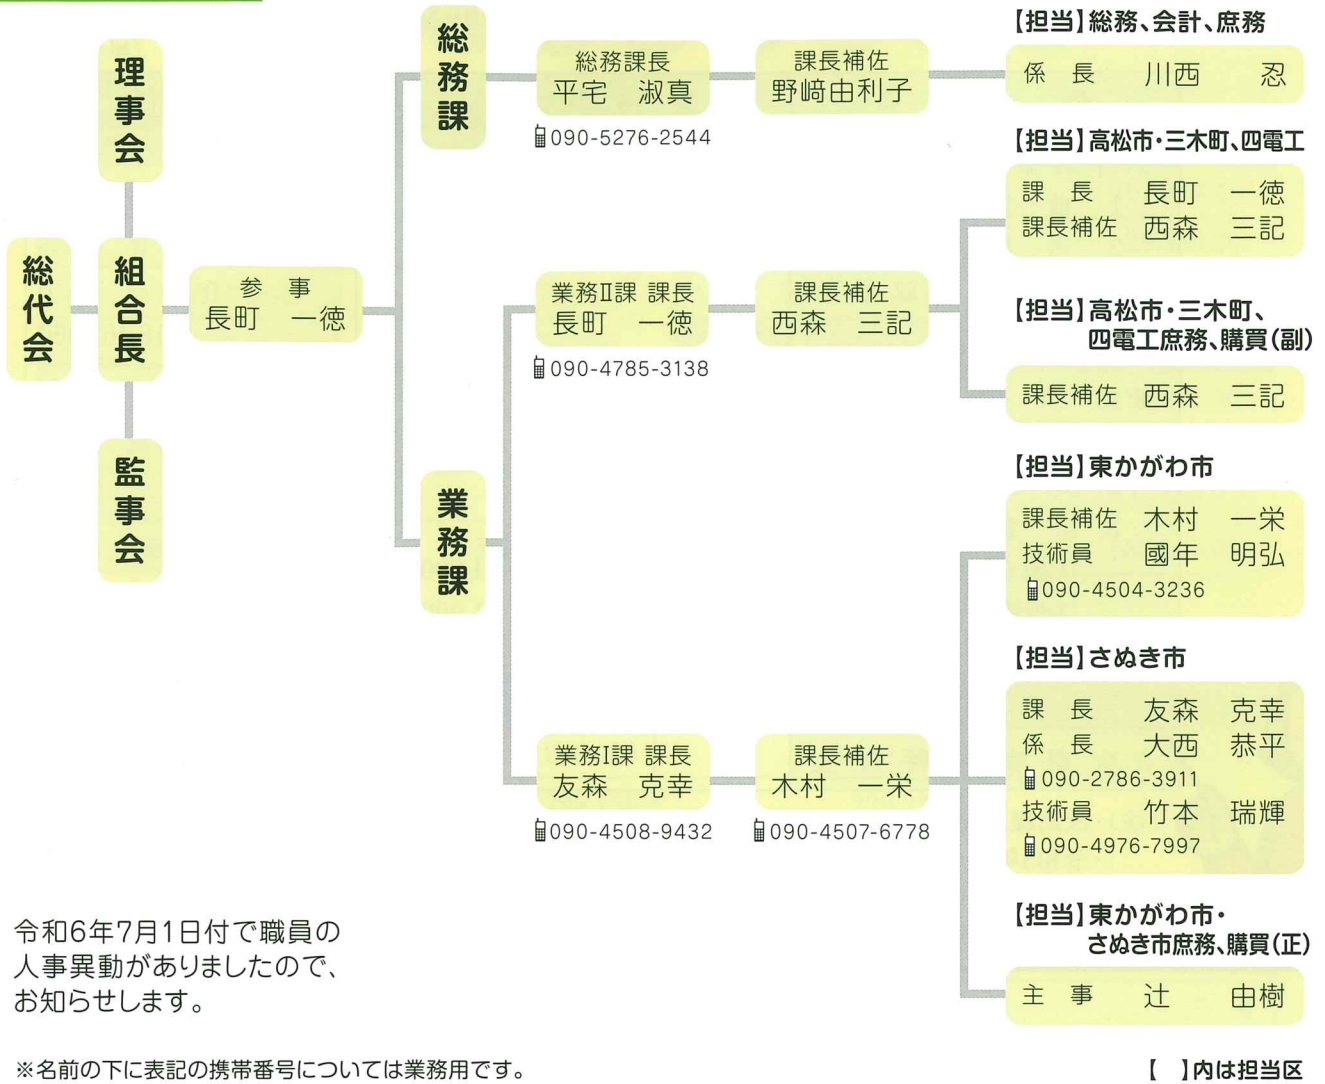 理事会
総代会
組合長
監事会
参　事
長町　一徳
総務課
総務課長
平宅　淑真
090-5276-2544
課長補佐
野﨑由利子
【担当】総務、会計、庶務
係　長　川西　忍
業務課
業務Ⅱ課 課長
長町　一徳
090-4785-3138
課長補佐
西森　三記
【担当】高松市・三木町、四電工
課　長　長町　一徳
課長補佐　西森　三記
【担当】高松市・三木町、
四電工庶務、購買(副)
課長補佐　西森　三記
業務Ⅰ課 課長
友森　克幸
090-4508-9432
課長補佐
木村　一栄
090-4507-6778
【担当】東かがわ市
課長補佐　木村　一栄
技術員　國年　明弘
090-4504-3236
【担当】さぬき市
課　長　友森　克幸
係　長　大西　恭平
090-2786-3911
技術員　竹本　瑞輝
090-4976-7997
【担当】東かがわ市・
さぬき市庶務、購買(正)
主　事　辻　由樹
令和6年7月1日付で職員の
人事異動がありましたので、
お知らせします。
※名前の下に表記の携帯番号については業務用です。
【　】内は担当区